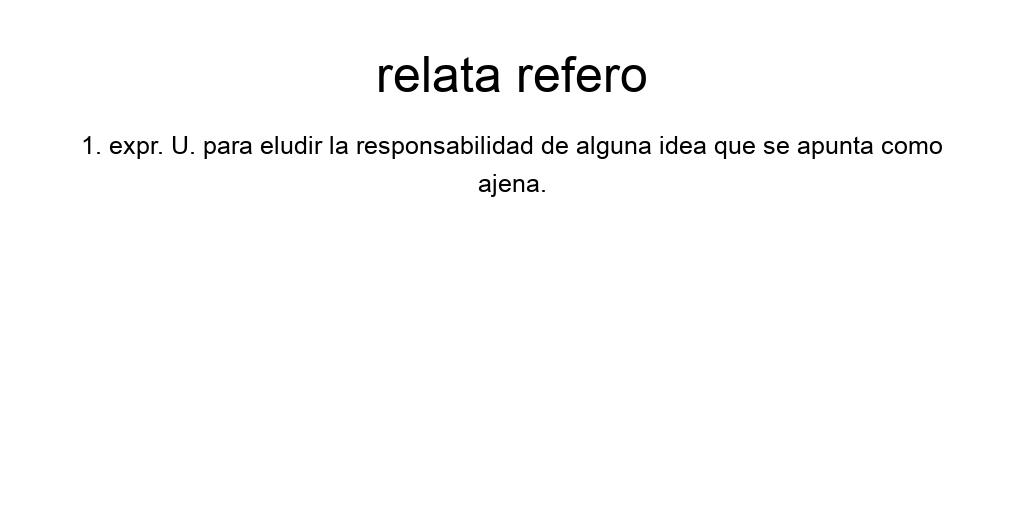 relata refero
1. expr. U. para eludir la responsabilidad de alguna idea que se apunta como
ajena.